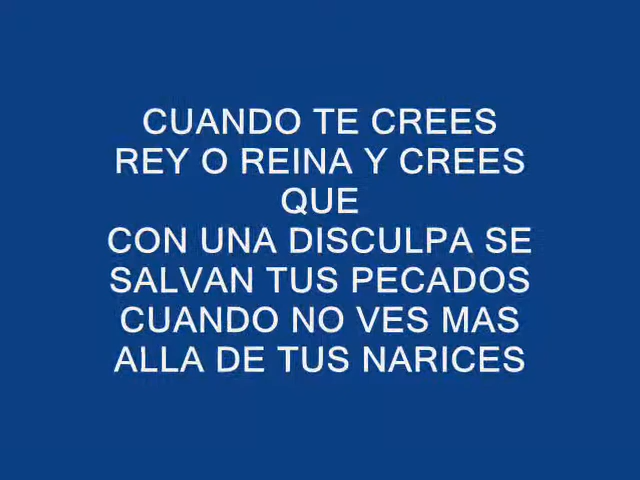 CUANDO TE CREES
REY O REINA Y CREES
QUE
CON UNA DISCULPA SE
SALVAN TUS PECADOS
CUANDO NO VES MAS
ALLA DE TUS NARICES